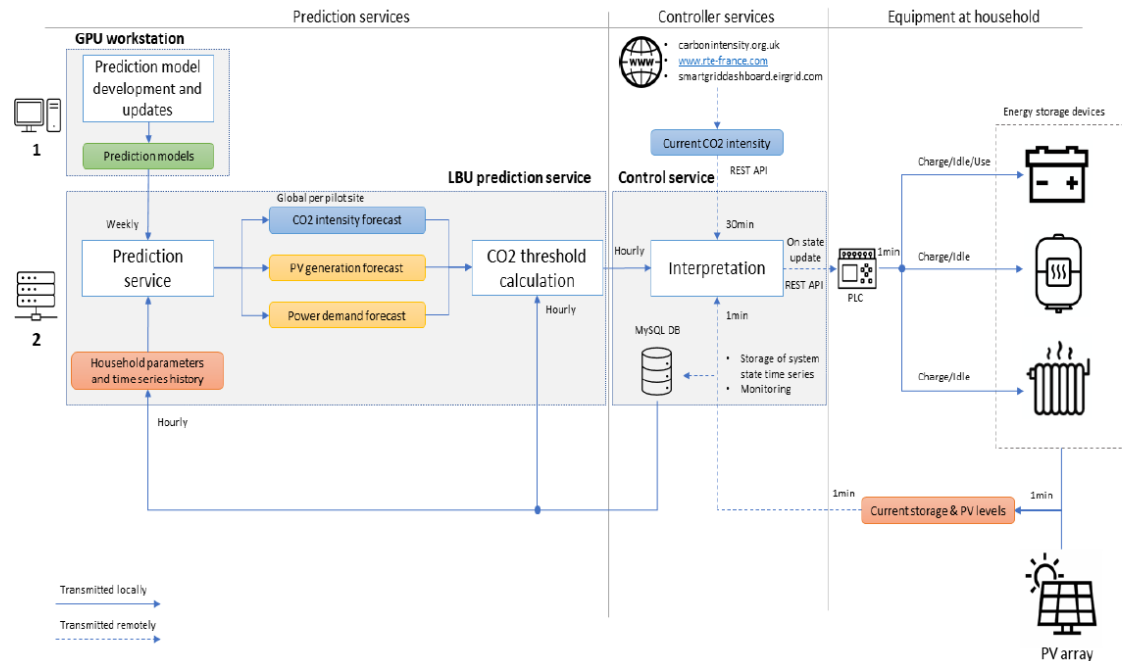 Prediction services
Controller services
Equipment at household
GPU workstation
Prediction model
development and
updates
Prediction models
1
• carbonintensity.org.uk
• www.rte-france.com
• smartgriddashboard.eirgrid.com
WWW
Current CO2 intensity
REST API
Energy storage devices
LBU prediction service
Control service
Global per pilot site
Weekly
CO2 intensity forecast
PV generation forecast
Power demand forecast
Prediction
service
CO2 threshold
calculation
Hourly
Hourly
30min
Interpretation
On state
update
REST API
1min
PLC
1min
Charge/Idle/Use
Charge/Idle
Charge/Idle
2
Household parameters
and time series history
Hourly
MySQL DB
• Storage of system
state time series
• Monitoring
1min
Current storage & PV levels
1min
Transmitted locally
Transmitted remotely
PV array